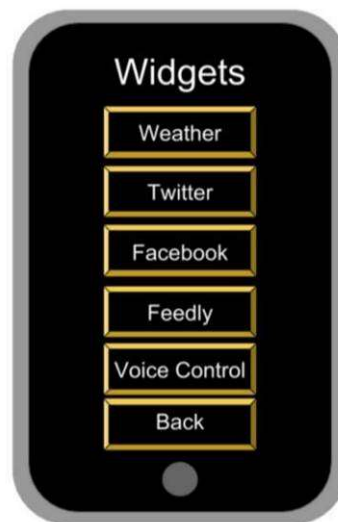 Widgets
Weather
Twitter
Facebook
Feedly
Voice Control
Back